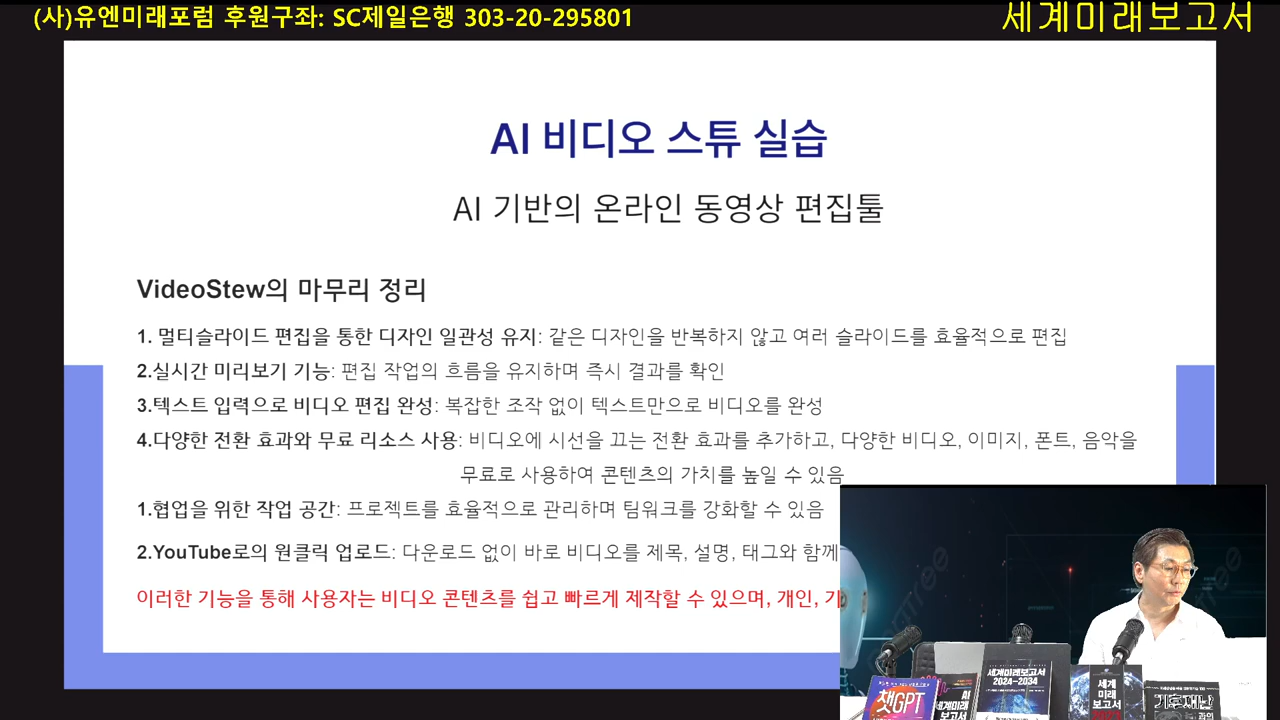 (사)유엔미래포럼 후원구좌: SC제일은행 303-20-295801
세계미래보고서
AI 비디오 스튜 실습
AI 기반의 온라인 동영상 편집툴
VideoStew의 마무리 정리
1. 멀티슬라이드 편집을 통한 디자인 일관성 유지: 같은 디자인을 반복하지 않고 여러 슬라이드를 효율적으로 편집
2.실시간 미리보기 기능: 편집 작업의 흐름을 유지하며 즉시 결과를 확인
3.텍스트 입력으로 비디오 편집 완성: 복잡한 조작 없이 텍스트만으로 비디오를 완성
4.다양한 전환 효과와 무료 리소스 사용: 비디오에 시선을 끄는 전환 효과를 추가하고, 다양한 비디오, 이미지, 폰트, 음악을
무료로 사용하여 콘텐츠의 가치를 높일 수 있음
1.협업을 위한 작업 공간: 프로젝트를 효율적으로 관리하며 팀워크를 강화할 수 있음
2.YouTube로의 원클릭 업로드: 다운로드 없이 바로 비디오를 제목, 설명, 태그와 함께
이러한 기능을 통해 사용자는 비디오 콘텐츠를 쉽고 빠르게 제작할 수 있으며, 개인,
챗GPT
AI
세계미래
보고서
세계미래보고서
2024-2034
세계
미래
보고서
2021
기후재난